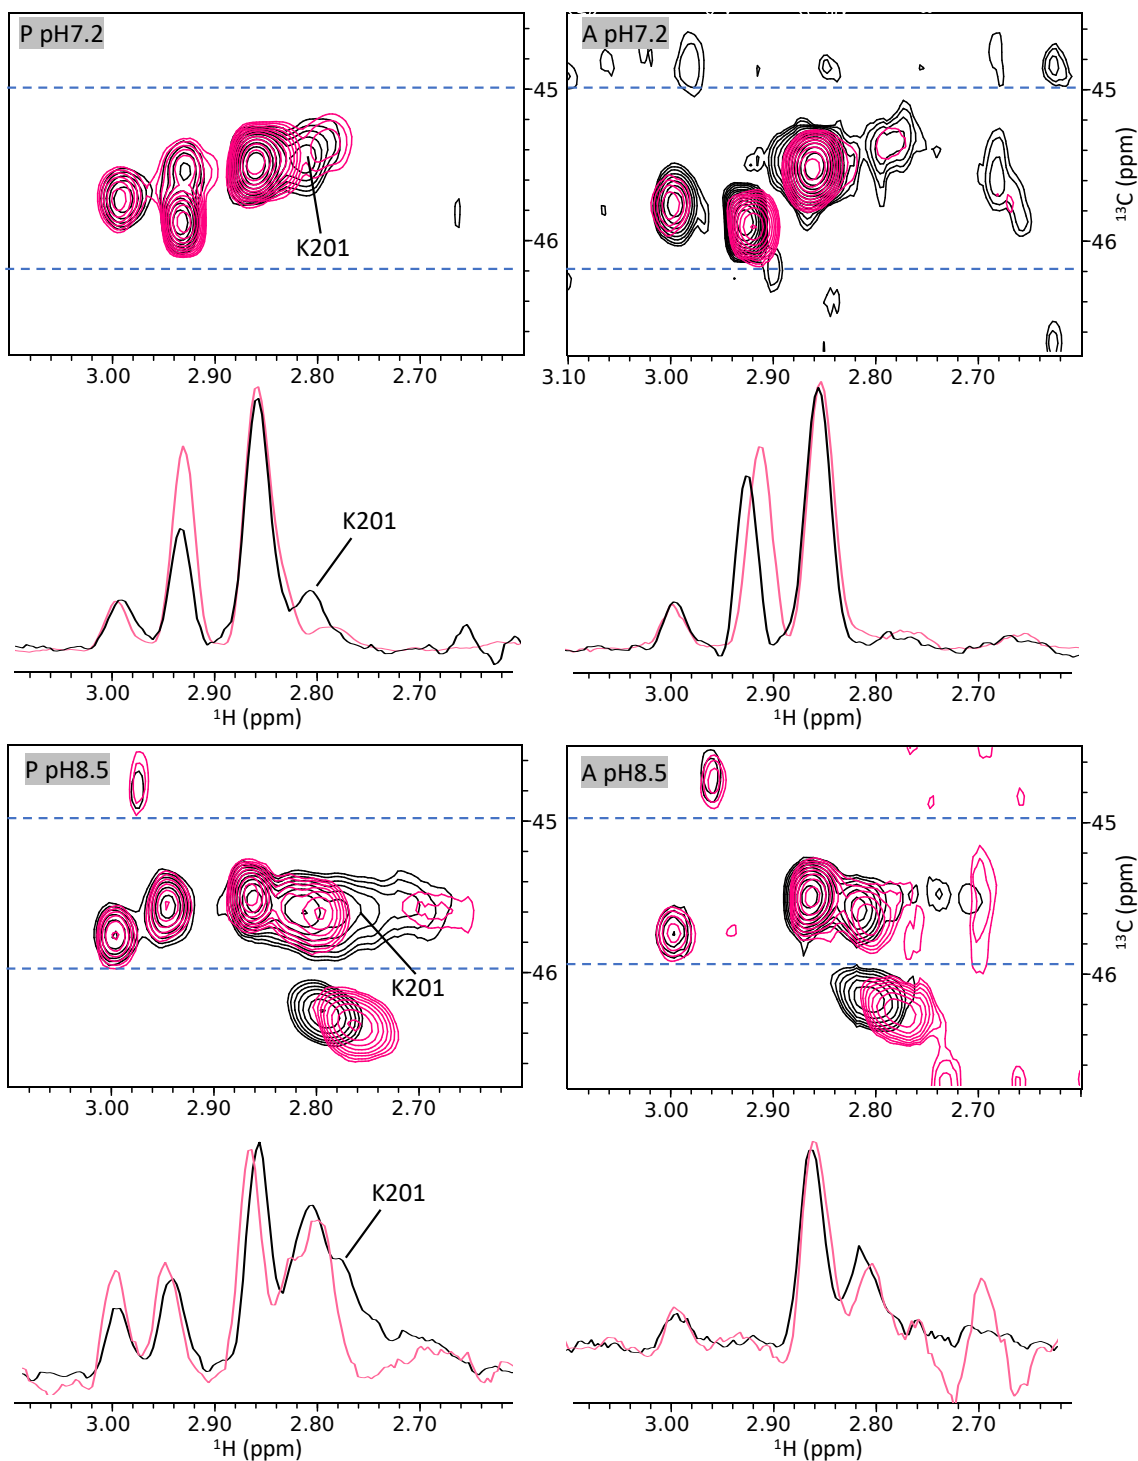 P pH7.2
A pH7.2
45
45
46
46
¹³C (ppm)
K201
3.00 2.90 2.80 2.70
3.10 3.00 2.90 2.80 2.70
K201
3.00 2.90 2.80 2.70
3.00 2.90 2.80 2.70
¹H (ppm)
¹H (ppm)
P pH8.5
A pH8.5
45
45
46
46
¹³C (ppm)
K201
3.00 2.90 2.80 2.70
3.00 2.90 2.80 2.70
K201
3.00 2.90 2.80 2.70
3.00 2.90 2.80 2.70
¹H (ppm)
¹H (ppm)